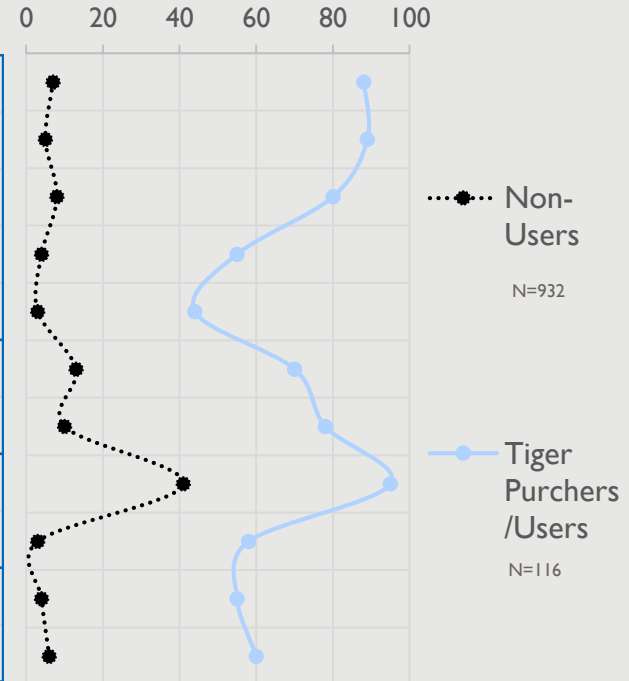 0 20 40 60 80 100
Non-
Users
N=932
Tiger
Purchers
/Users
N=116